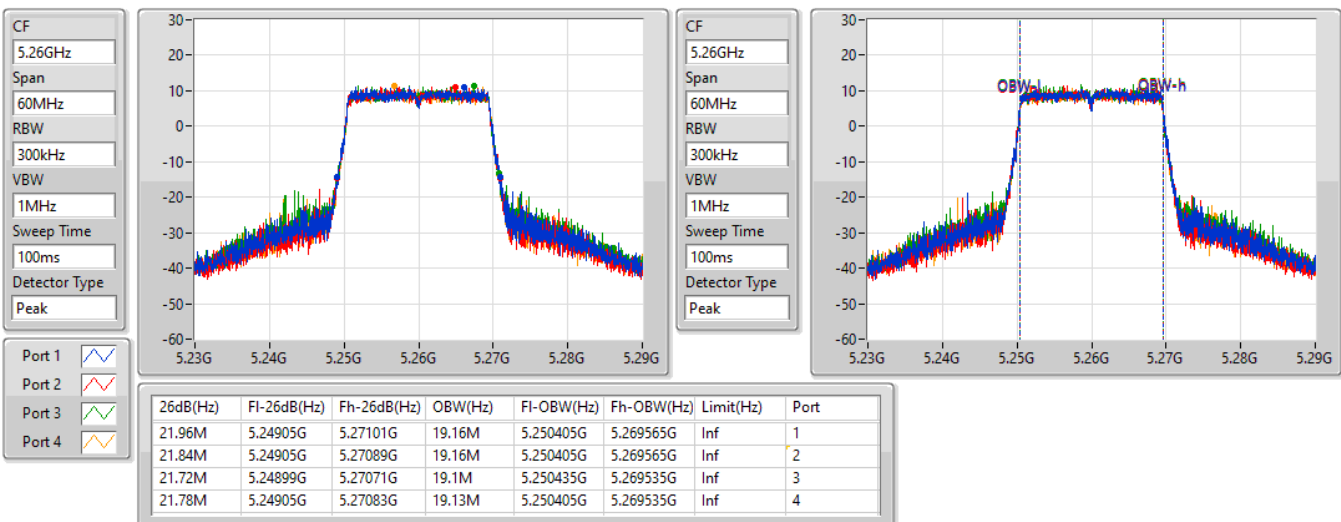 CF
5.26GHz
Span
60MHz
RBW
300kHz
VBW
1MHz
Sweep Time
100ms
Detector Type
Peak
30
20
10
0
-10
-20
-30
-40
-50
-60
5.23G 5.24G 5.25G 5.26G 5.27G 5.28G 5.29G
CF
5.26GHz
Span
60MHz
RBW
300kHz
VBW
1MHz
Sweep Time
100ms
Detector Type
Peak
30
20
10
0
-10
-20
-30
-40
-50
-60
OBW-l OBW-h
5.23G 5.24G 5.25G 5.26G 5.27G 5.28G 5.29G
Port 1
Port 2
Port 3
Port 4
26dB(Hz) Fl-26dB(Hz) Fh-26dB(Hz) OBW(Hz) Fl-OBW(Hz) Fh-OBW(Hz) Limit(Hz) Port
21.96M 5.24905G 5.27101G 19.16M 5.250405G 5.269565G Inf 1
21.84M 5.24905G 5.27089G 19.16M 5.250405G 5.269565G Inf 2
21.72M 5.24899G 5.27071G 19.1M 5.250435G 5.269535G Inf 3
21.78M 5.24905G 5.27083G 19.13M 5.250405G 5.269535G Inf 4